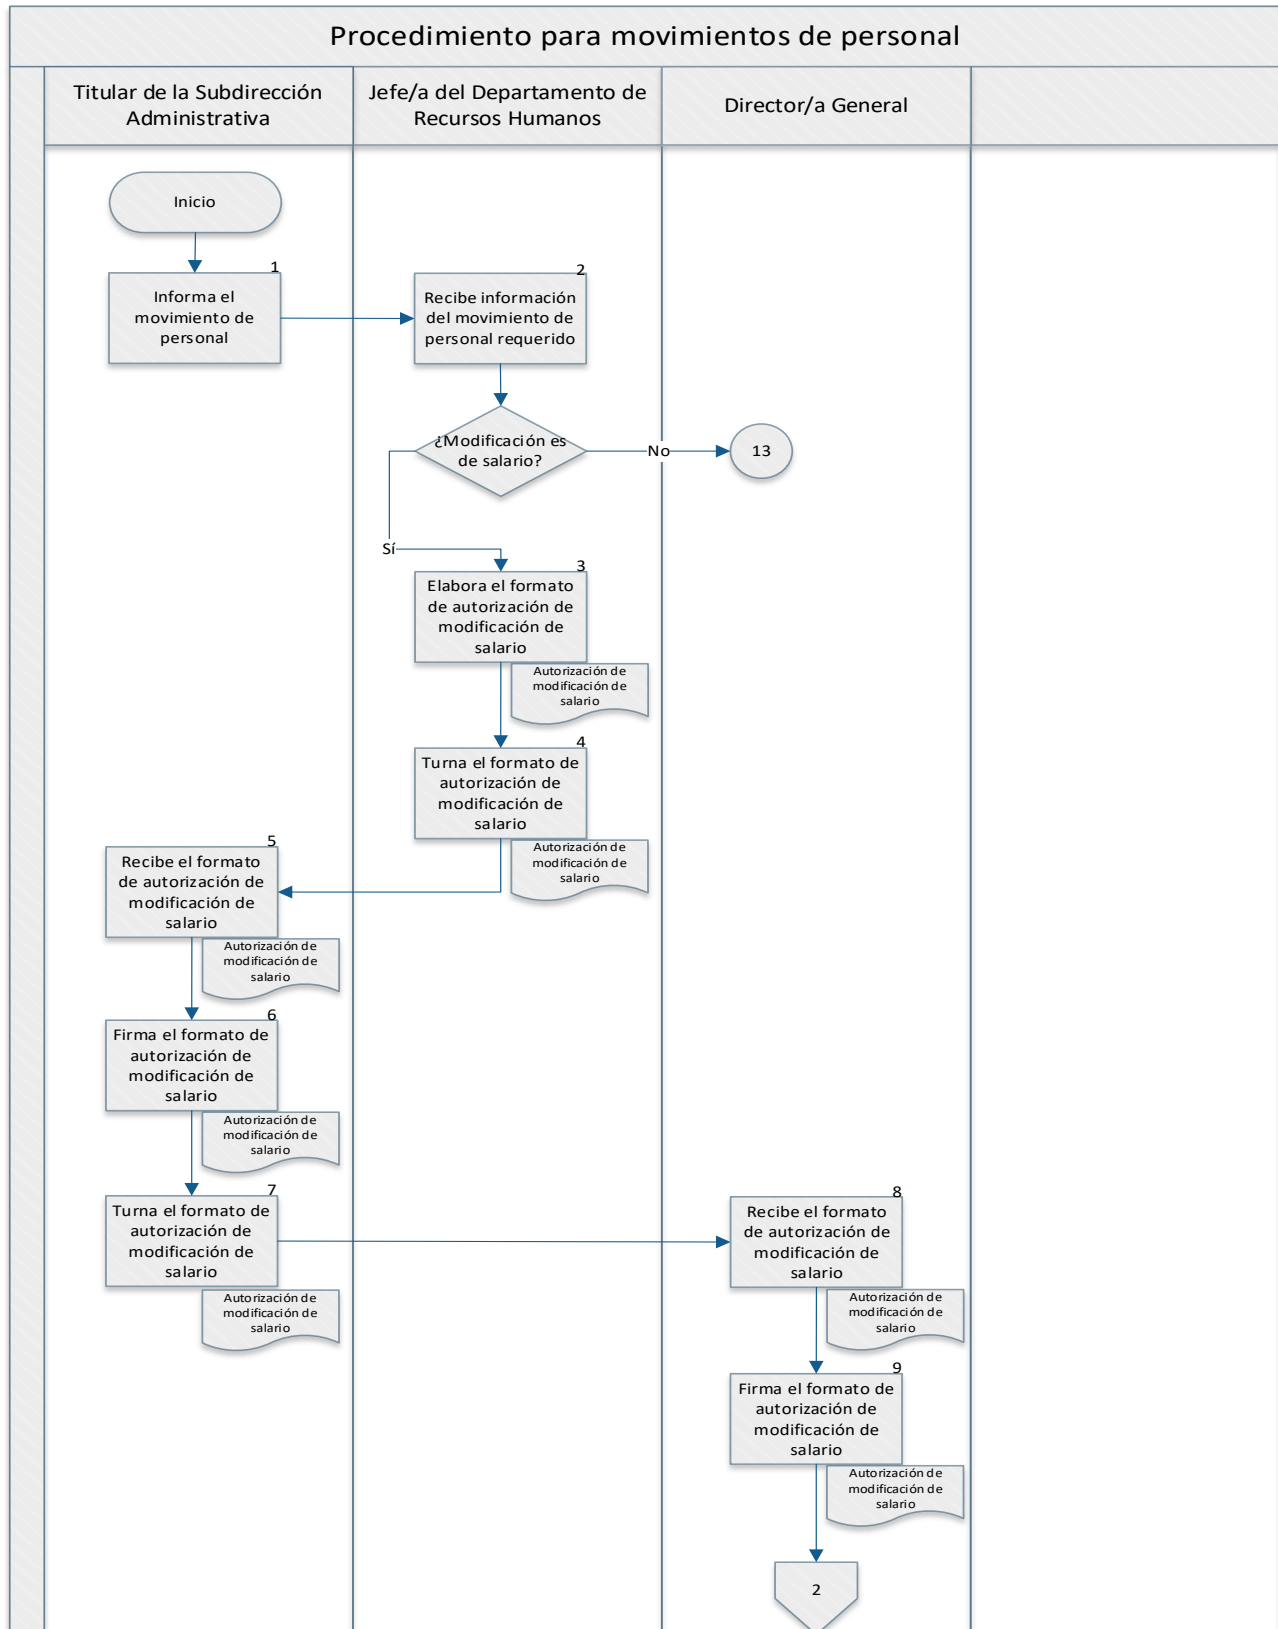 Procedimiento para movimientos de personal
Titular de la Subdirección
Administrativa
Jefe/a del Departamento de
Recursos Humanos
Director/a General
Inicio
1
Informa el
movimiento de
personal
2
Recibe información
del movimiento de
personal requerido
¿Modificación es
de salario?
No
13
Sí
3
Elabora el formato
de autorización de
modificación de
salario
Autorización de
modificación de
salario
4
Turna el formato de
autorización de
modificación de
salario
Autorización de
modificación de
salario
5
Recibe el formato
de autorización de
modificación de
salario
Autorización de
modificación de
salario
6
Firma el formato de
autorización de
modificación de
salario
Autorización de
modificación de
salario
7
Turna el formato de
autorización de
modificación de
salario
Autorización de
modificación de
salario
8
Recibe el formato
de autorización de
modificación de
salario
Autorización de
modificación de
salario
9
Firma el formato de
autorización de
modificación de
salario
Autorización de
modificación de
salario
2